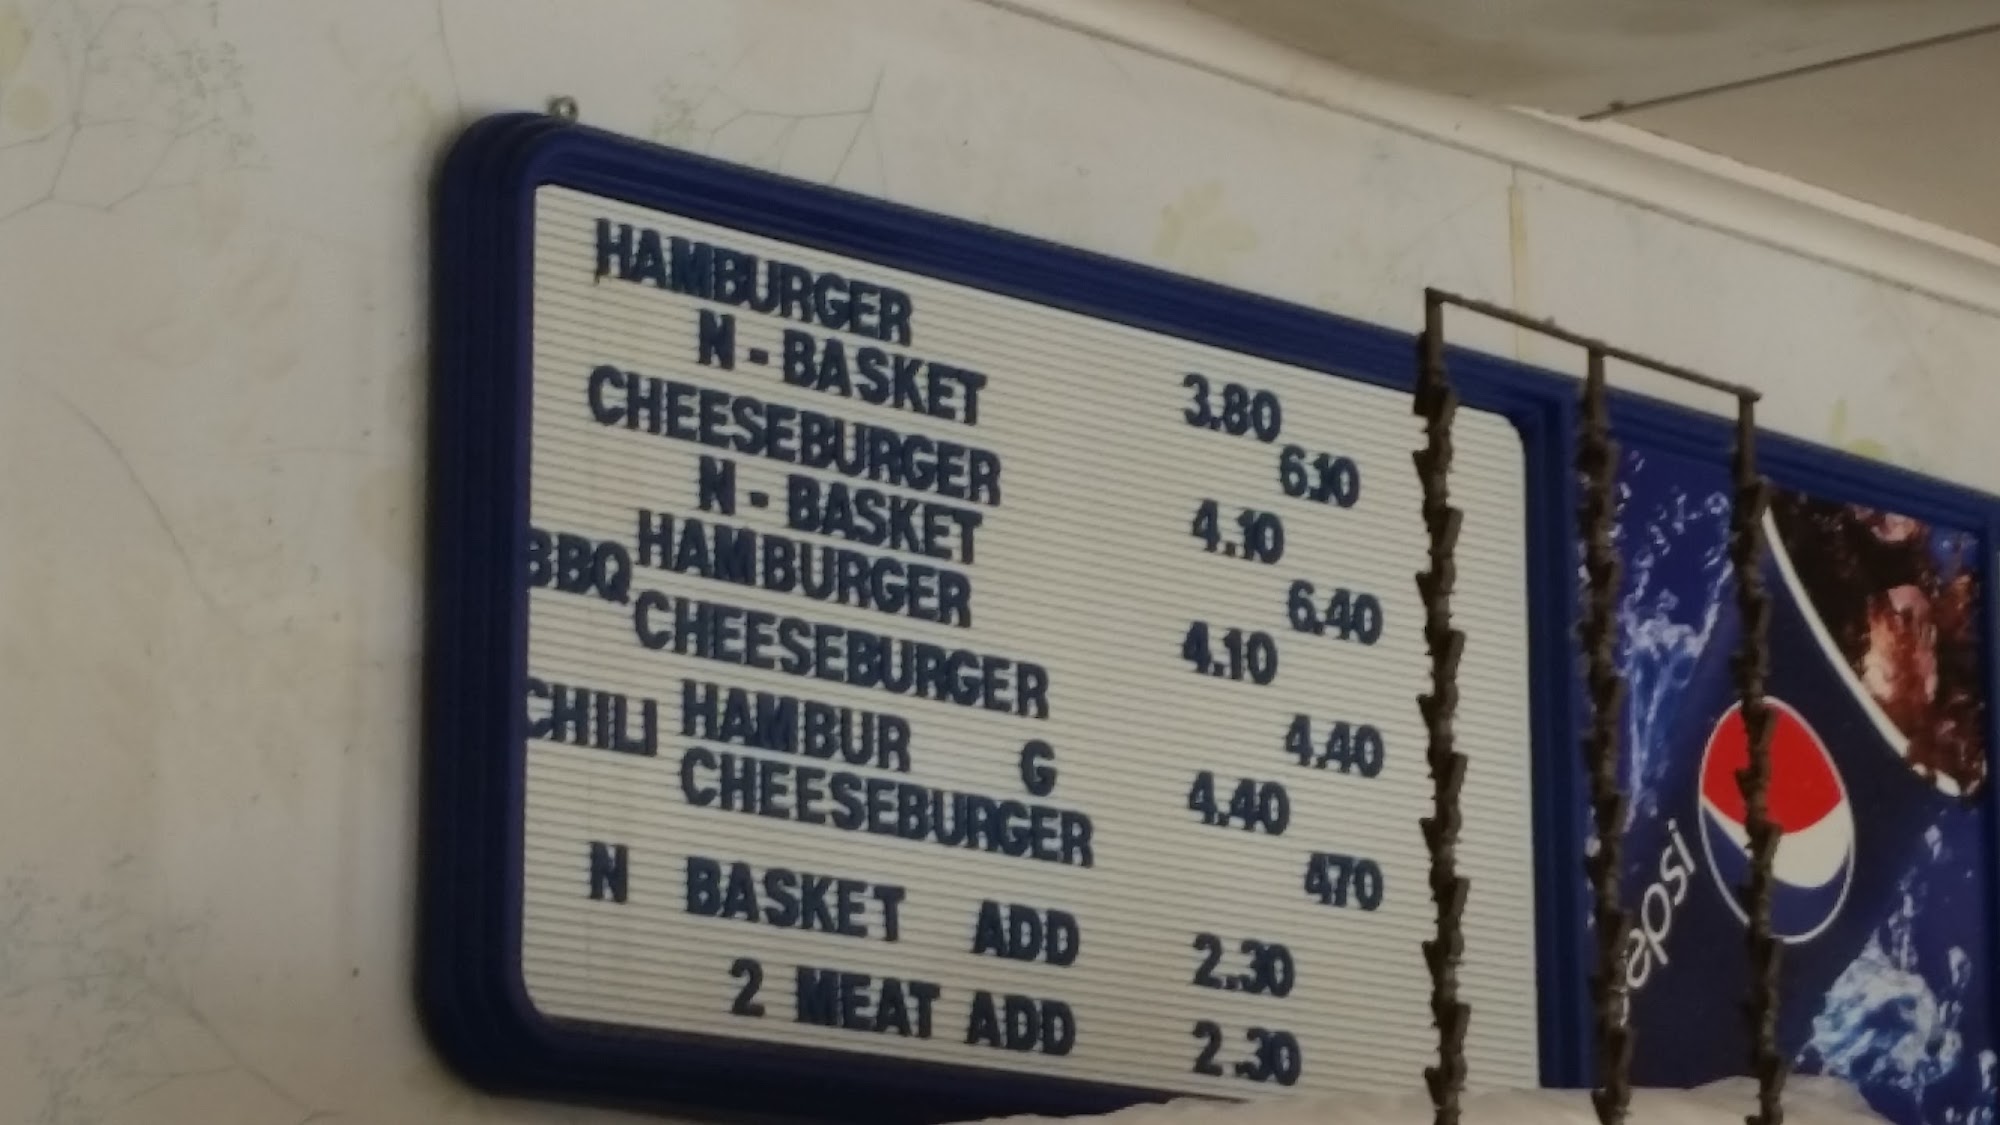 HAMBURGER 3.80
N - BASKET 6.10
CHEESEBURGER 4.10
N - BASKET 6.40
BBQ HAMBURGER 4.10
CHEESEBURGER 4.40
CHILI HAMBUR G 4.40
CHEESEBURGER 470
N BASKET ADD 2.30
2 MEAT ADD 2.30
pepsi